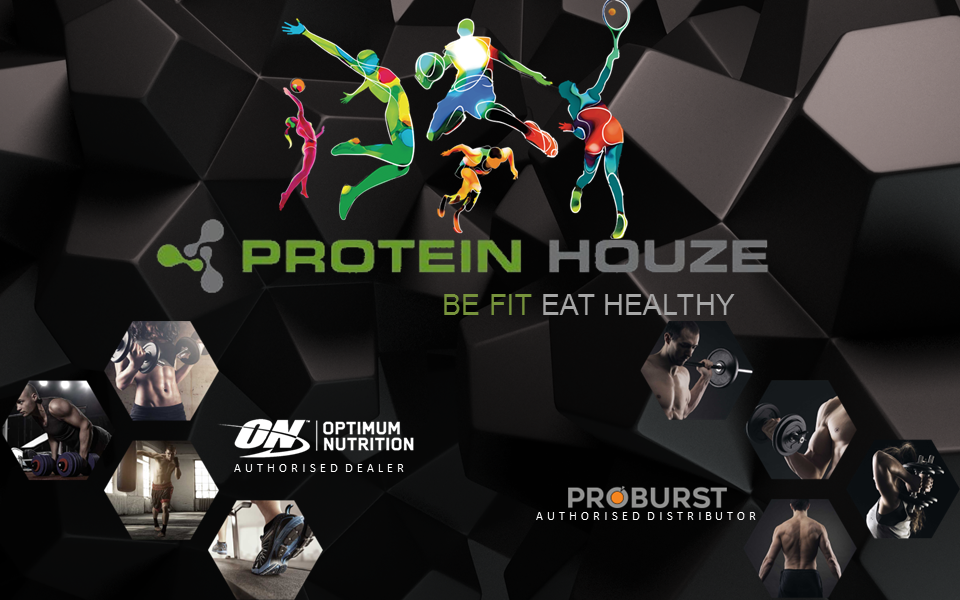 PROTEIN HOUZE
BE FIT EAT HEALTHY
ON OPTIMUM
NUTRITION
AUTHORISED DEALER
PROBURST
AUTHORISED DISTRIBUTOR